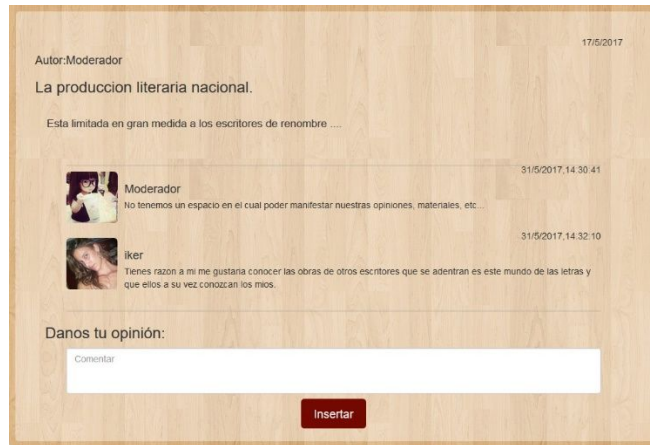 17/5/2017
Autor:Moderador
La produccion literaria nacional.
Esta limitada en gran medida a los escritores de renombre ....
31/5/2017,14:30:41
Moderador
No tenemos un espacio en el cual poder manifestar nuestras opiniones, materiales, etc...
31/5/2017,14:32:10
iker
Tienes razon a mi me gustaria conocer las obras de otros escritores que se adentran es este mundo de las letras y
que ellos a su vez conozcan los mios.
Danos tu opinión:
Comentar
Insertar